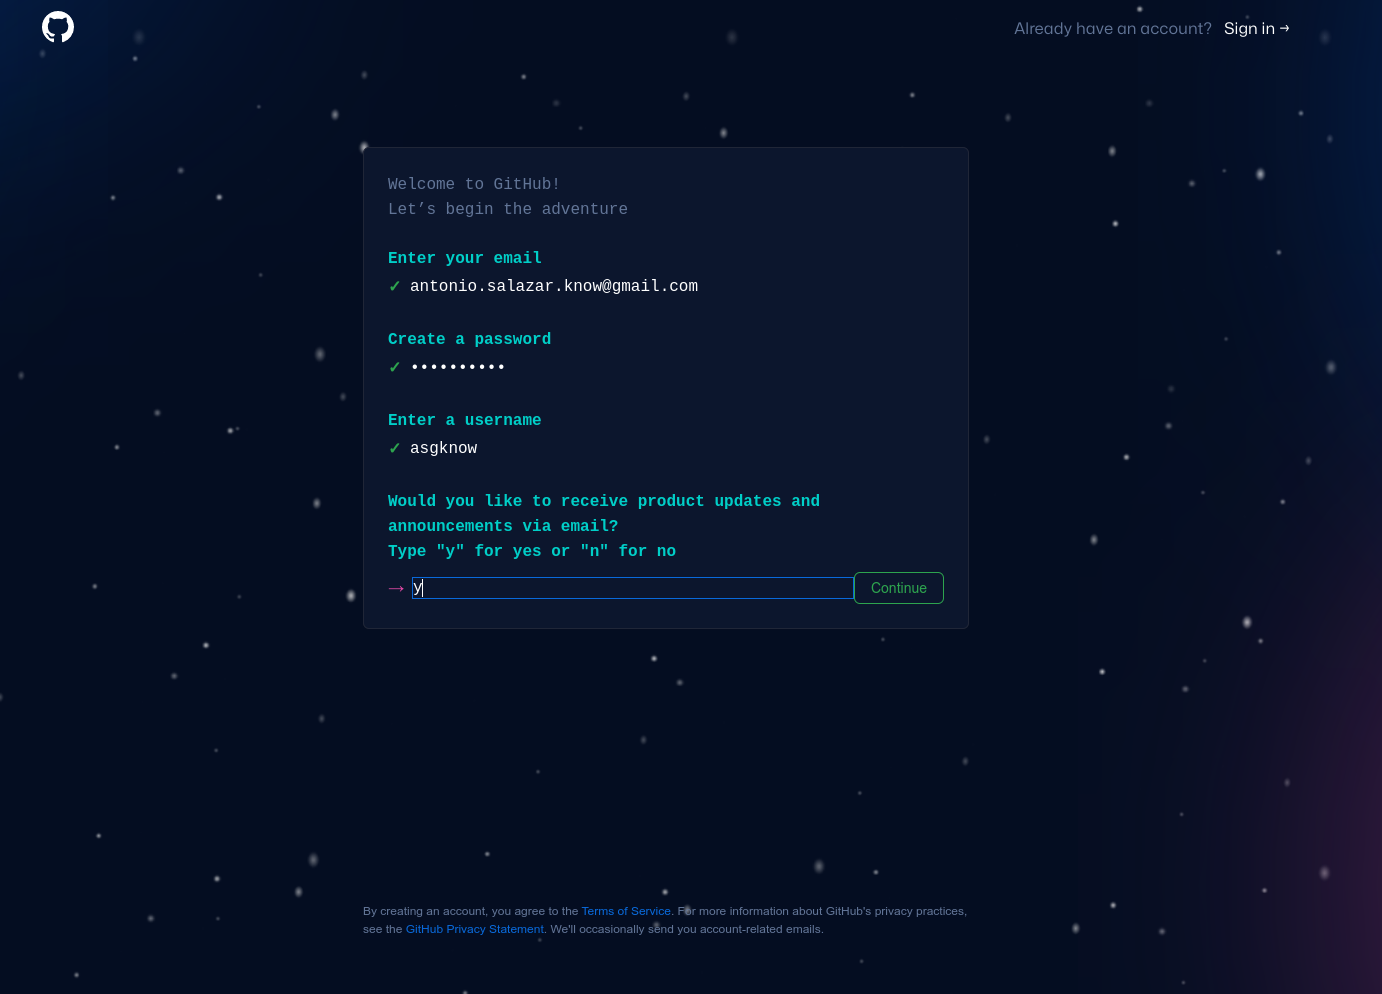 Already have an account? Sign in →
Welcome to GitHub!
Let’s begin the adventure
Enter your email
✓ antonio.salazar.know@gmail.com
Create a password
✓ ••••••••••
Enter a username
✓ asgknow
Would you like to receive product updates and
announcements via email?
Type "y" for yes or "n" for no
→ y Continue
By creating an account, you agree to the Terms of Service. For more information about GitHub's privacy practices,
see the GitHub Privacy Statement. We'll occasionally send you account-related emails.